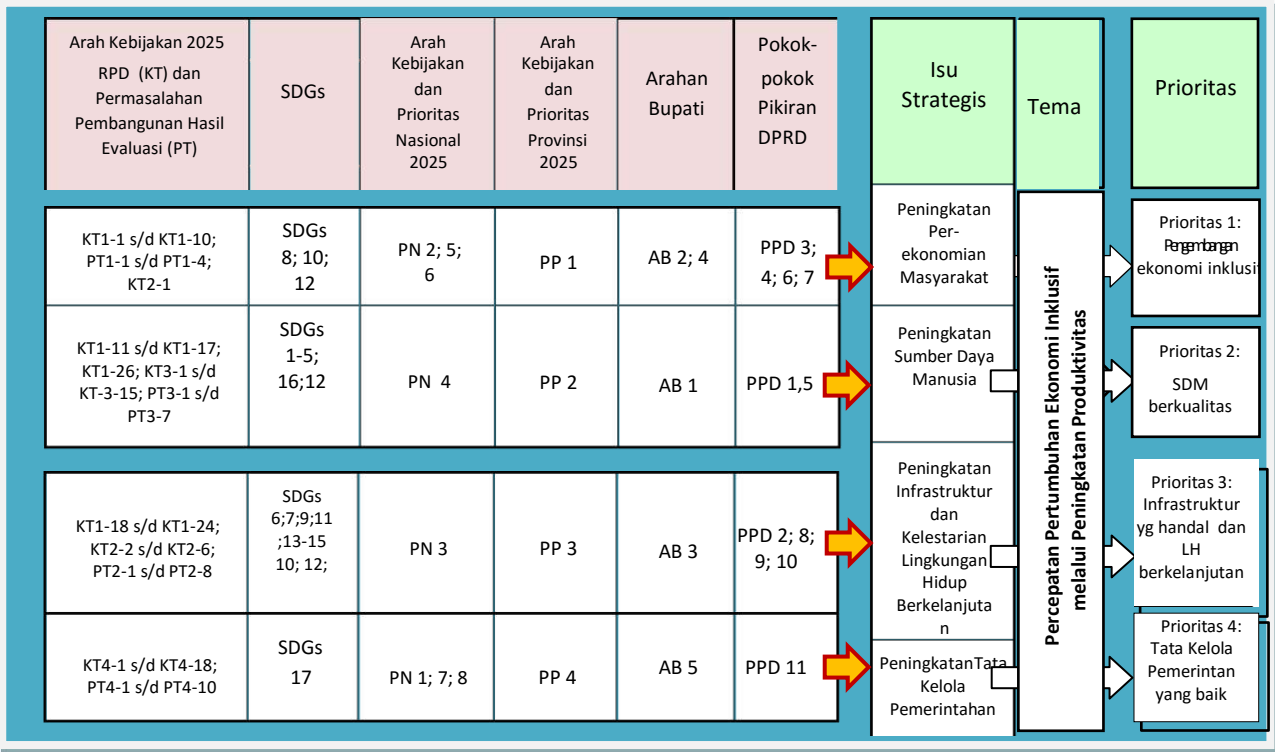 Arah Kebijakan 2025
RPD (KT) dan
Permasalahan
Pembangunan Hasil
Evaluasi (PT)
SDGs
Arah
Kebijakan
dan
Prioritas
Nasional
2025
Arah
Kebijakan
dan
Prioritas
Provinsi
2025
Arahan
Bupati
Pokok-
pokok
Pikiran
DPRD
Isu
Strategis
Tema
Prioritas
KT1-1 s/d KT1-10;
PT1-1 s/d PT1-4;
KT2-1
SDGs
8; 10;
12
PN 2; 5;
6
PP 1
AB 2; 4
PPD 3;
4; 6; 7
Peningkatan
Per-
ekonomian
Masyarakat
Prioritas 1:
ekonomi inklusif
KT1-11 s/d KT1-17;
KT1-26; KT3-1 s/d
KT-3-15; PT3-1 s/d
PT3-7
SDGs
1-5;
16;12
PN 4
PP 2
AB 1
PPD 1,5
Peningkatan
Sumber Daya
Manusia
Prioritas 2:
SDM
berkualitas
KT1-18 s/d KT1-24;
KT2-2 s/d KT2-6;
PT2-1 s/d PT2-8
SDGs
6;7;9;11
;13-15
10; 12;
PN 3
PP 3
AB 3
PPD 2; 8;
9; 10
Peningkatan
Infrastruktur
dan
Kelestarian
Lingkungan
Hidup
Berkelanjuta
n
Prioritas 3:
Infrastruktur
yg handal dan
LH
berkelanjutan
KT4-1 s/d KT4-18;
PT4-1 s/d PT4-10
SDGs
17
PN 1; 7; 8
PP 4
AB 5
PPD 11
PeningkatanTata
Kelola
Pemerintahan
Prioritas 4:
Tata Kelola
Pemerintan
yang baik
Percepatan Pertumbuhan Ekonomi Inklusif
melalui Peningkatan Produktivitas